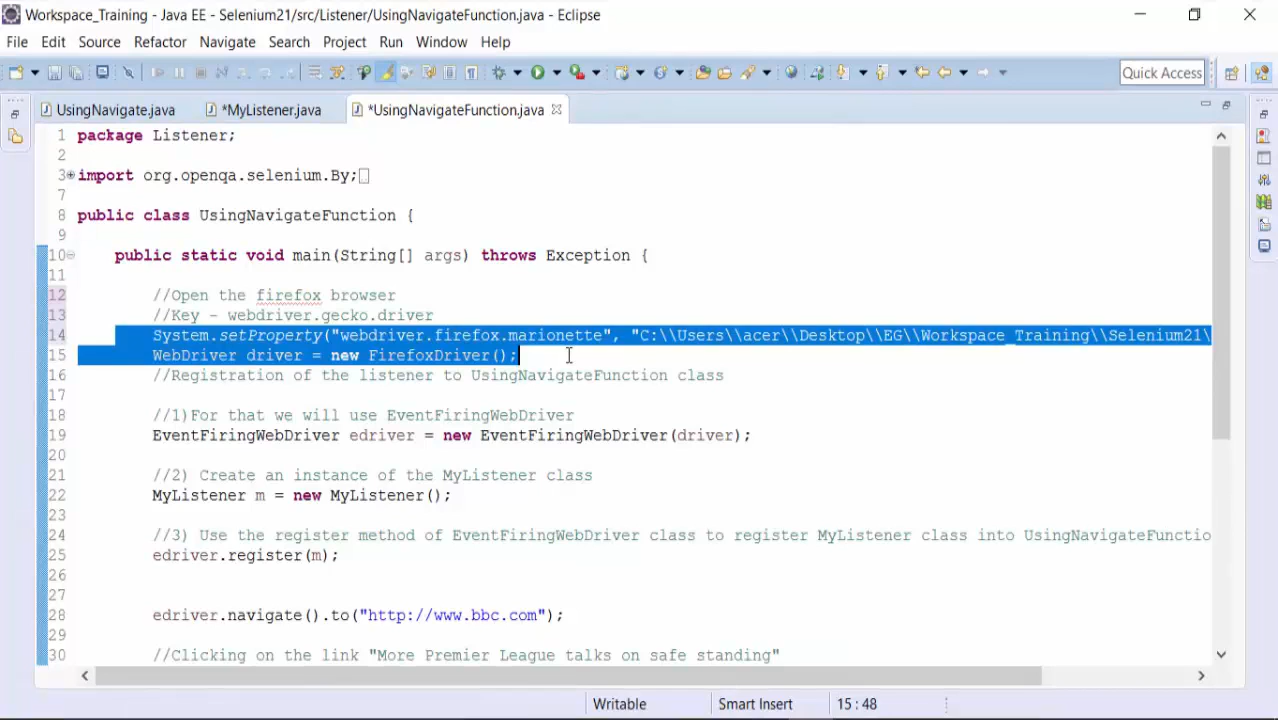 Workspace_Training - Java EE - Selenium21/src/Listener/UsingNavigateFunction.java - Eclipse
File Edit Source Refactor Navigate Search Project Run Window Help
Quick Access
UsingNavigate.java *MyListener.java *UsingNavigateFunction.java
1 package Listener;
2
3 import org.openqa.selenium.By;
7
8 public class UsingNavigateFunction {
9
10 public static void main(String[] args) throws Exception {
11
12 //Open the firefox browser
13 //Key - webdriver.gecko.driver
14 System.setProperty("webdriver.firefox.marionette", "C:\\Users\\acer\\Desktop\\EG\\Workspace_Training\\Selenium21\
15 WebDriver driver = new FirefoxDriver();
16 //Registration of the listener to UsingNavigateFunction class
17
18 //1)For that we will use EventFiringWebDriver
19 EventFiringWebDriver edriver = new EventFiringWebDriver(driver);
20
21 //2) Create an instance of the MyListener class
22 MyListener m = new MyListener();
23
24 //3) Use the register method of EventFiringWebDriver class to register MyListener class into UsingNavigateFunctio
25 edriver.register(m);
26
27
28 edriver.navigate().to("http://www.bbc.com");
29
30 //Clicking on the link "More Premier League talks on safe standing"
Writable Smart Insert 15 : 48